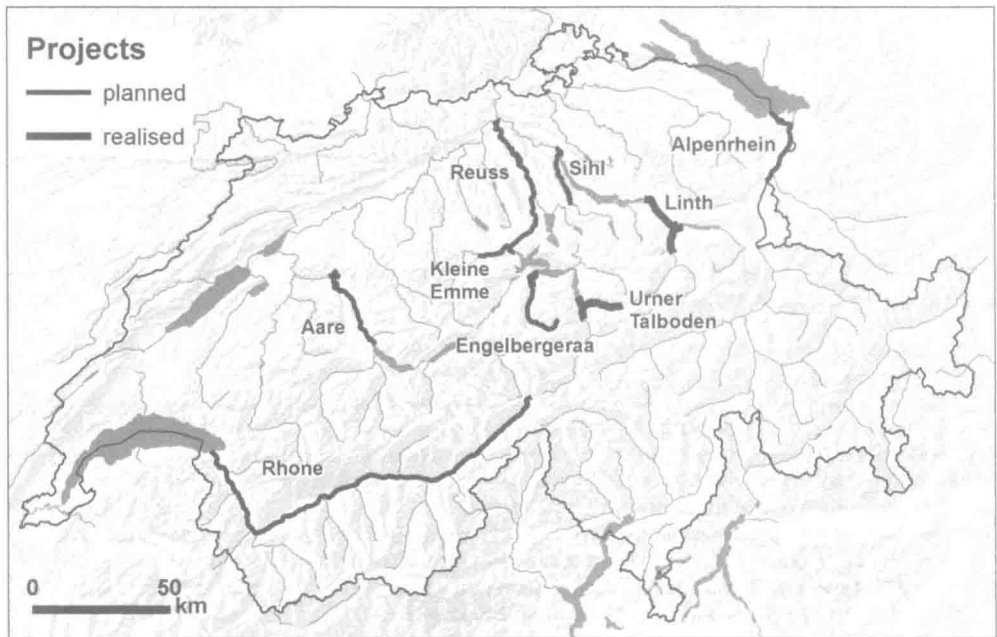 Projects
planned
realised
Alpenrhein
Reuss
Sihl
Linth
Kleine
Emme
Urner
Talboden
Aare
Engelbergeraa
Rhone
0 50
km